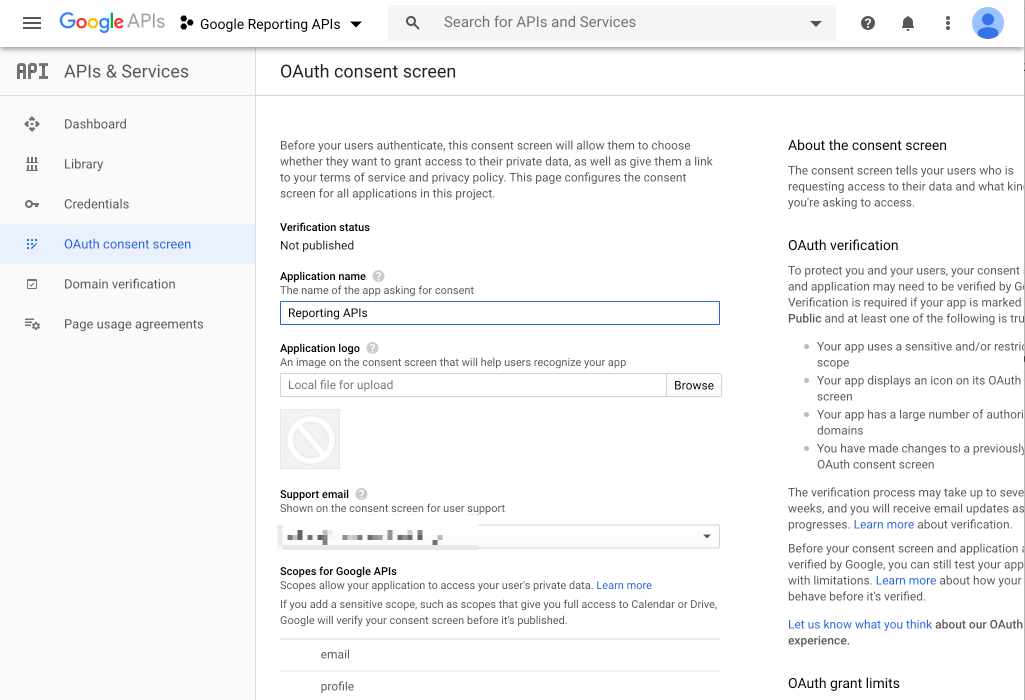 Google APIs
Google Reporting APIs
Search for APIs and Services
API APIs & Services
OAuth consent screen
Dashboard
Library
Credentials
OAuth consent screen
Domain verification
Page usage agreements
Before your users authenticate, this consent screen will allow them to choose
whether they want to grant access to their private data, as well as give them a link
to your terms of service and privacy policy. This page configures the consent
screen for all applications in this project.
Verification status
Not published
Application name
The name of the app asking for consent
Reporting APIs
Application logo
An image on the consent screen that will help users recognize your app
Local file for upload
Browse
Support email
Shown on the consent screen for user support
Scopes for Google APIs
Scopes allow your application to access your user's private data. Learn more
If you add a sensitive scope, such as scopes that give you full access to Calendar or Drive,
Google will verify your consent screen before it's published.
email
profile
About the consent screen
The consent screen tells your users who is
requesting access to their data and what kin
you're asking to access.
OAuth verification
To protect you and your users, your consent
and application may need to be verified by G
Verification is required if your app is marked
Public and at least one of the following is tru
Your app uses a sensitive and/or restri
scope
Your app displays an icon on its OAuth
screen
Your app has a large number of authori
domains
You have made changes to a previously
OAuth consent screen
The verification process may take up to seve
weeks, and you will receive email updates as
progresses. Learn more about verification.
Before your consent screen and application a
verified by Google, you can still test your app
with limitations. Learn more about how your
behave before it's verified.
Let us know what you think about our OAuth
experience.
OAuth grant limits